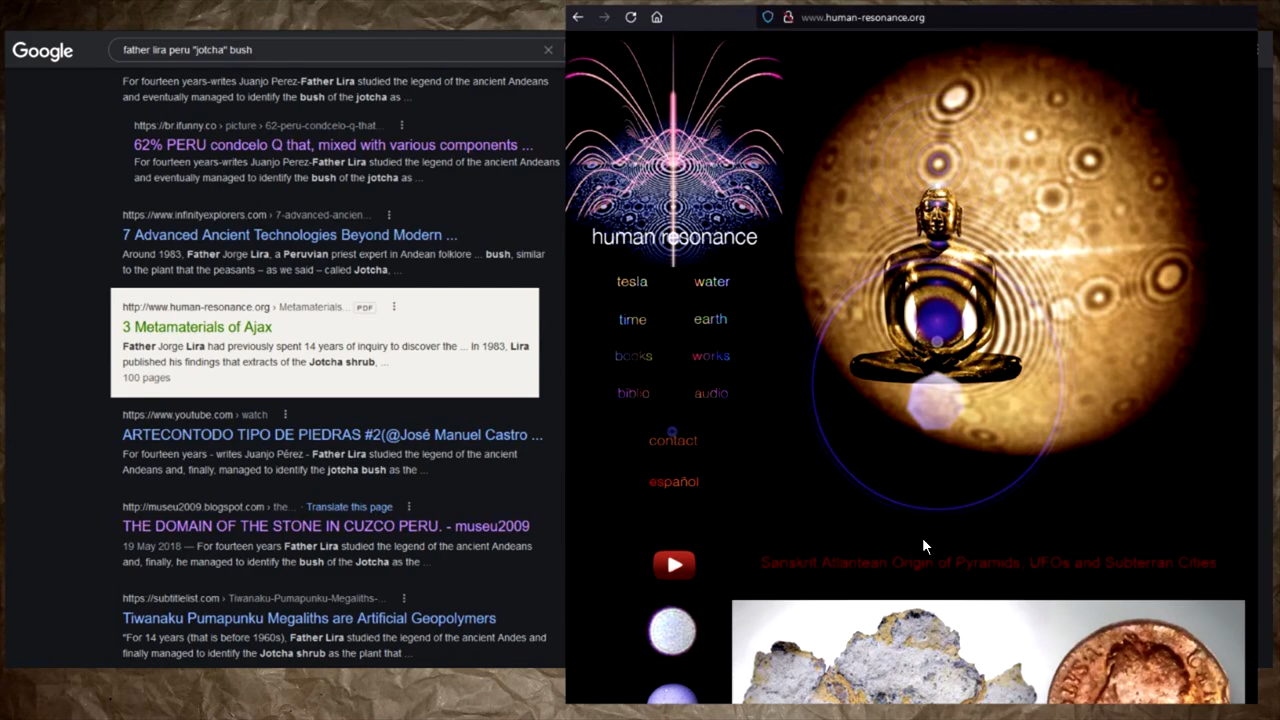 Google
father lira peru "jotcha" bush
For fourteen years-writes Juanjo Perez-Father Lira studied the legend of the ancient Andeans
and eventually managed to identify the bush of the jotcha as ...
https://br.ifunny.co › picture › 62-peru-condcelo-q-that...
62% PERU condcelo Q that, mixed with various components ...
For fourteen years-writes Juanjo Perez-Father Lira studied the legend of the ancient Andeans
and eventually managed to identify the bush of the jotcha as ...
https://www.infinityexplorers.com › 7-advanced-ancien...
7 Advanced Ancient Technologies Beyond Modern ...
Around 1983, Father Jorge Lira, a Peruvian priest expert in Andean folklore ... bush, similar
to the plant that the peasants – as we said – called Jotcha, ...
http://www.human-resonance.org › Metamaterials... PDF
3 Metamaterials of Ajax
Father Jorge Lira had previously spent 14 years of inquiry to discover the ... In 1983, Lira
published his findings that extracts of the Jotcha shrub, ...
100 pages
https://www.youtube.com › watch
ARTECONTODO TIPO DE PIEDRAS #2(@José Manuel Castro ...
For fourteen years - writes Juanjo Pérez - Father Lira studied the legend of the ancient
Andeans and, finally, managed to identify the jotcha bush as the ...
http://museu2009.blogspot.com › the... · Translate this page
THE DOMAIN OF THE STONE IN CUZCO PERU. - museu2009
19 May 2018 — For fourteen years Father Lira studied the legend of the ancient Andeans
and, finally, he managed to identify the bush of Jotcha as the ...
https://subtitlelist.com › Tiwanaku-Pumapunku-Megaliths-...
Tiwanaku Pumapunku Megaliths are Artificial Geopolymers
"For 14 years (that is before 1960s), Father Lira studied the legend of the ancient Andes and
finally managed to identify the Jotcha shrub as the plant that ...
www.human-resonance.org
human resonance
tesla water
time earth
books works
biblio audio
contact
español
Sanskrit Atlantean Origin of Pyramids, UFOs and Subterran Cities